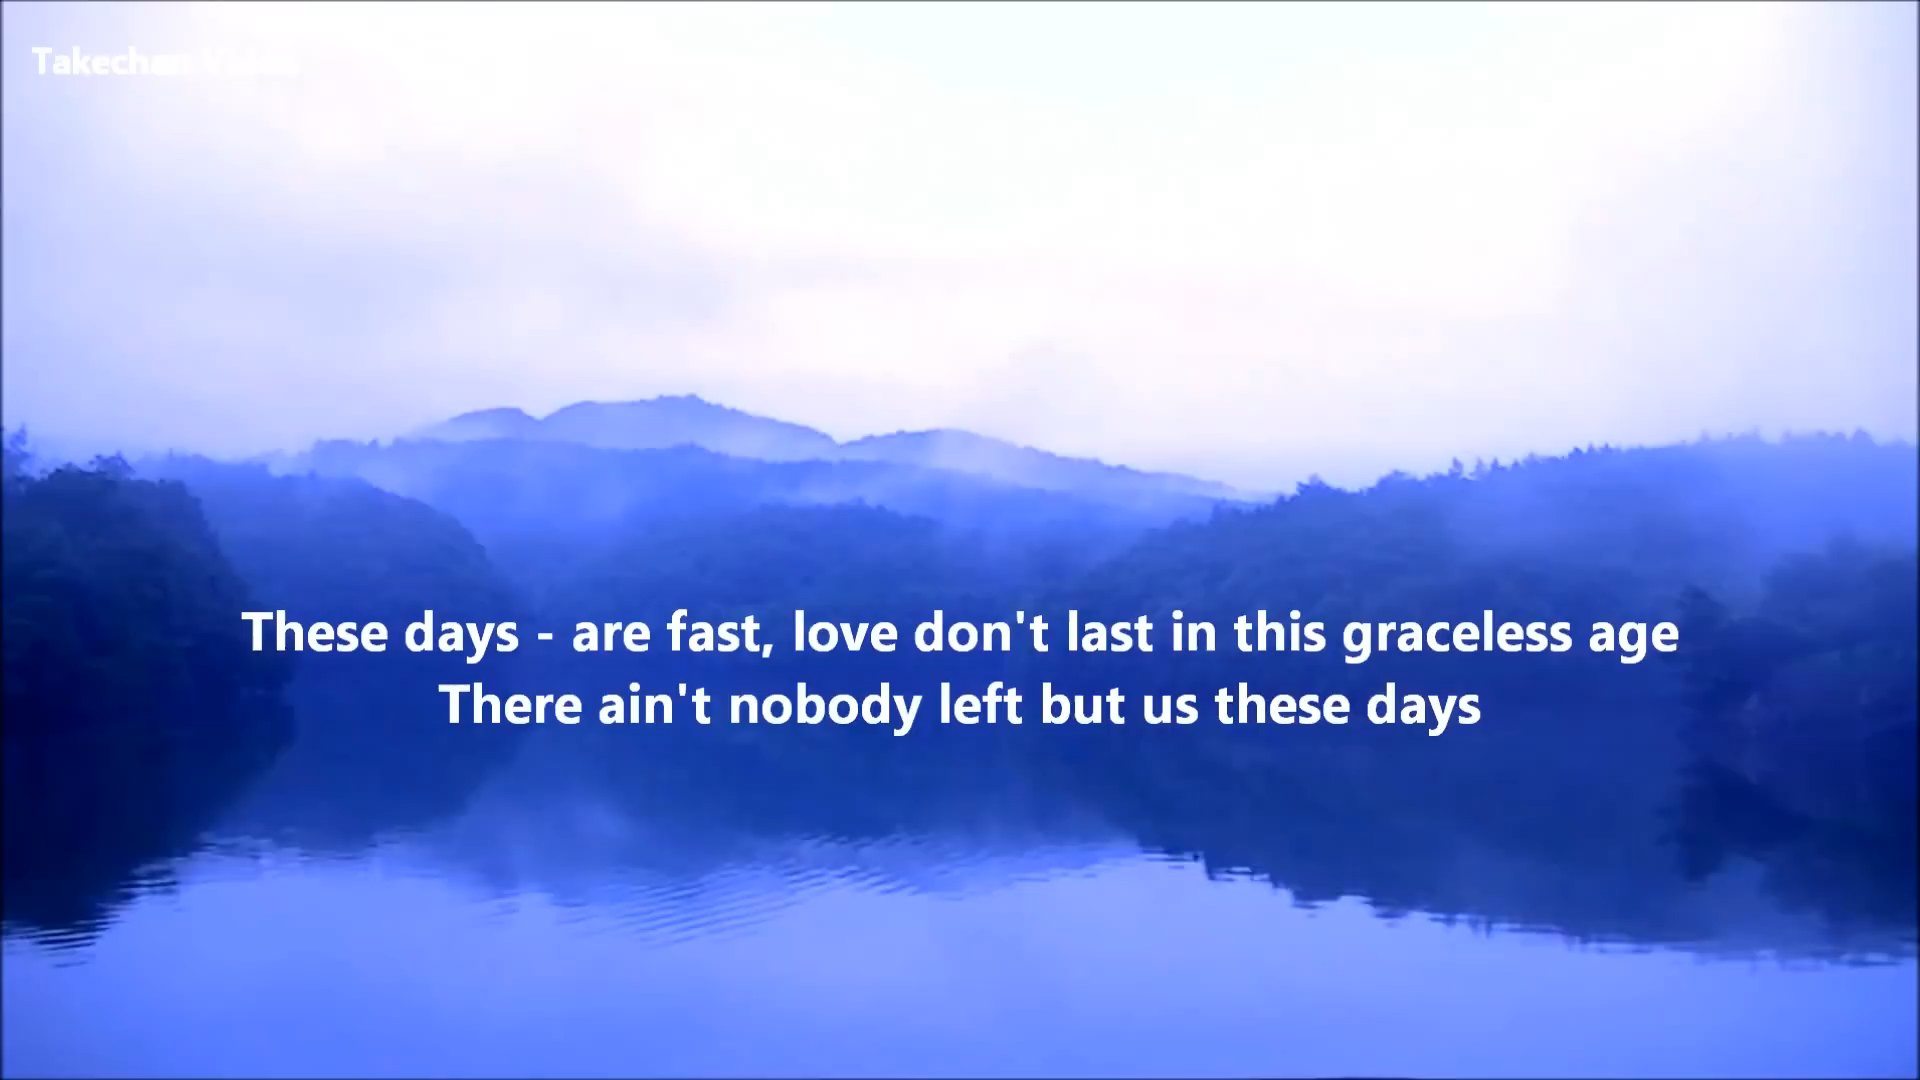 Takechan
These days - are fast, love don't last in this graceless age
There ain't nobody left but us these days